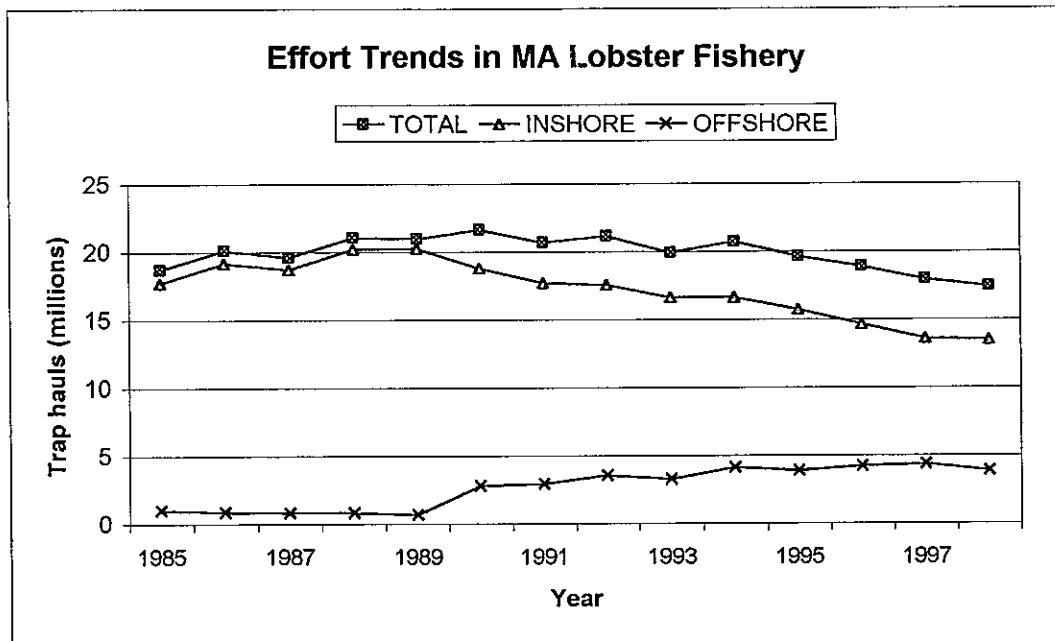 Effort Trends in MA Lobster Fishery
TOTAL INSHORE OFFSHORE
25
20
15
10
5
0
Trap hauls (millions)
1985 1987 1989 1991 1993 1995 1997
Year